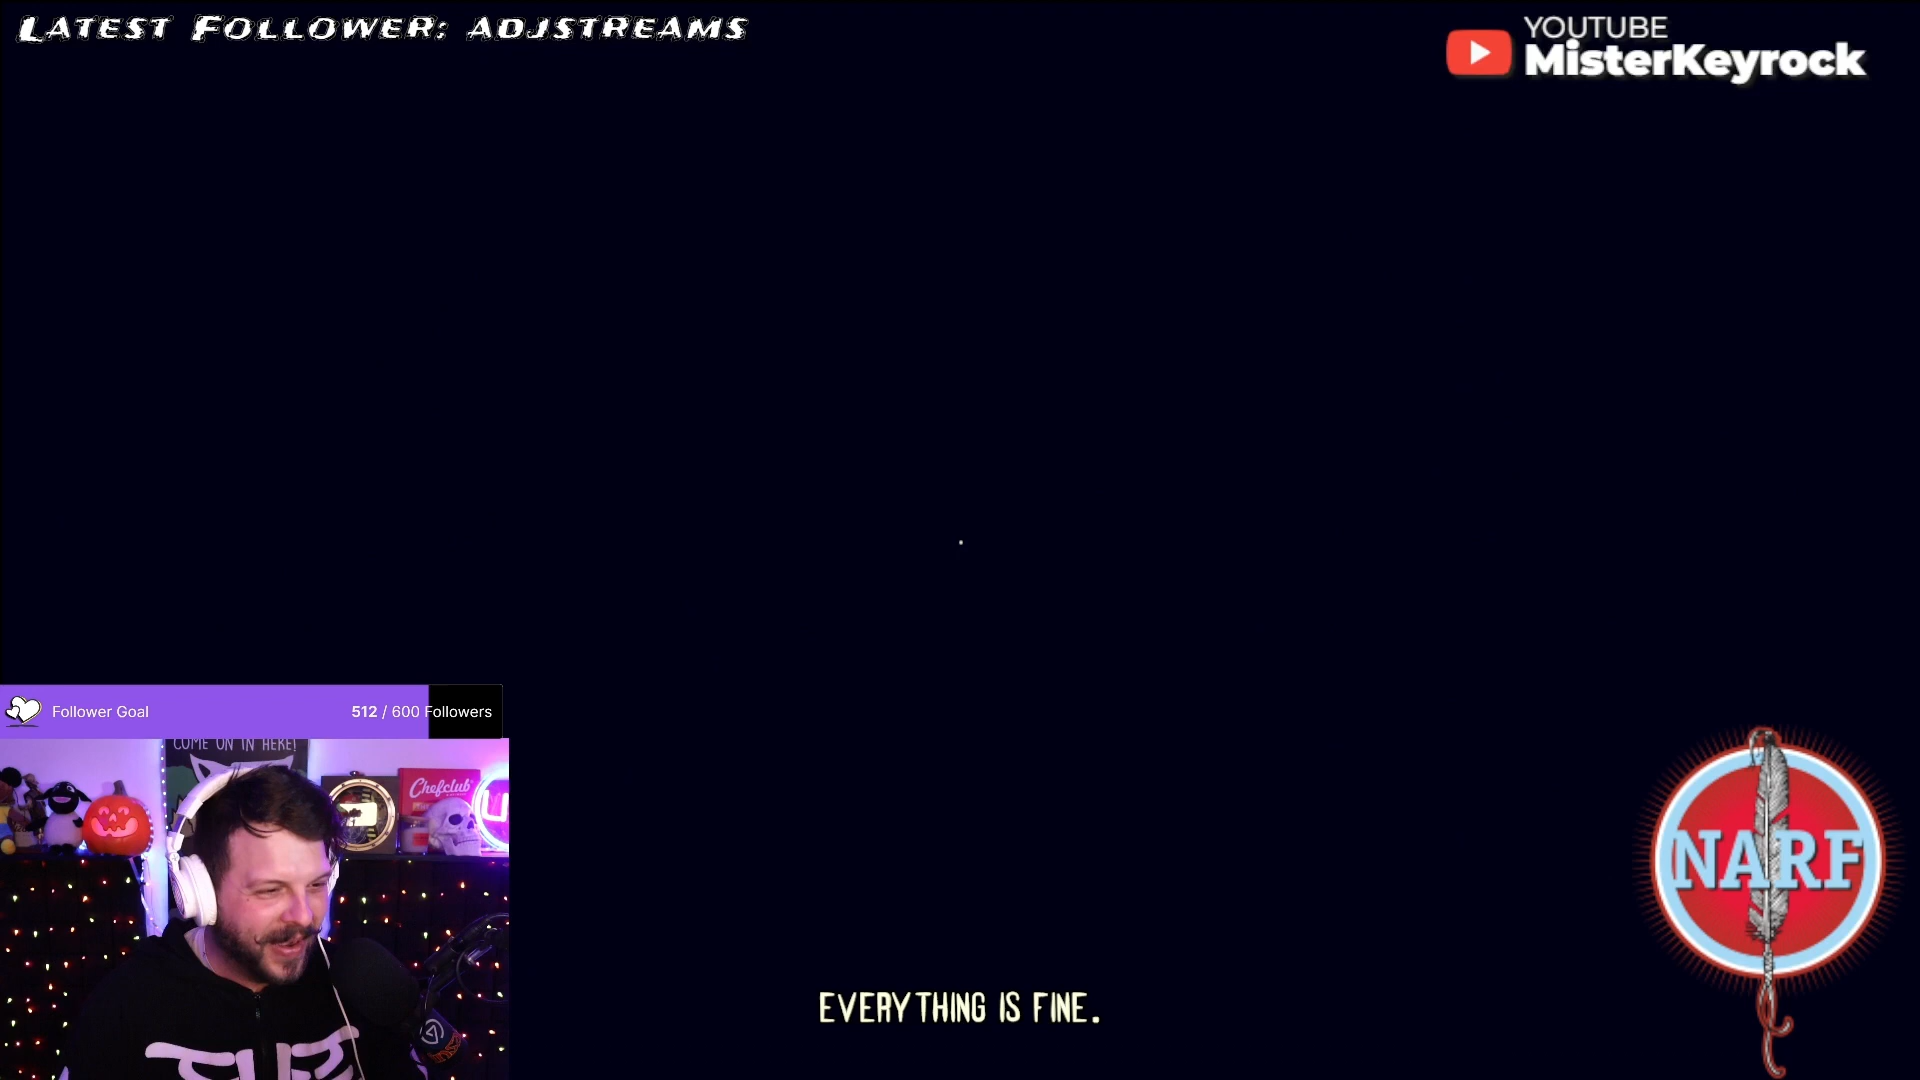 Latest Follower: adjstreams
YOUTUBE
MisterKeyrock
Follower Goal
512 / 600 Followers
COME ON IN HERE!
Chefclub
NARF
EVERYTHING IS FINE.